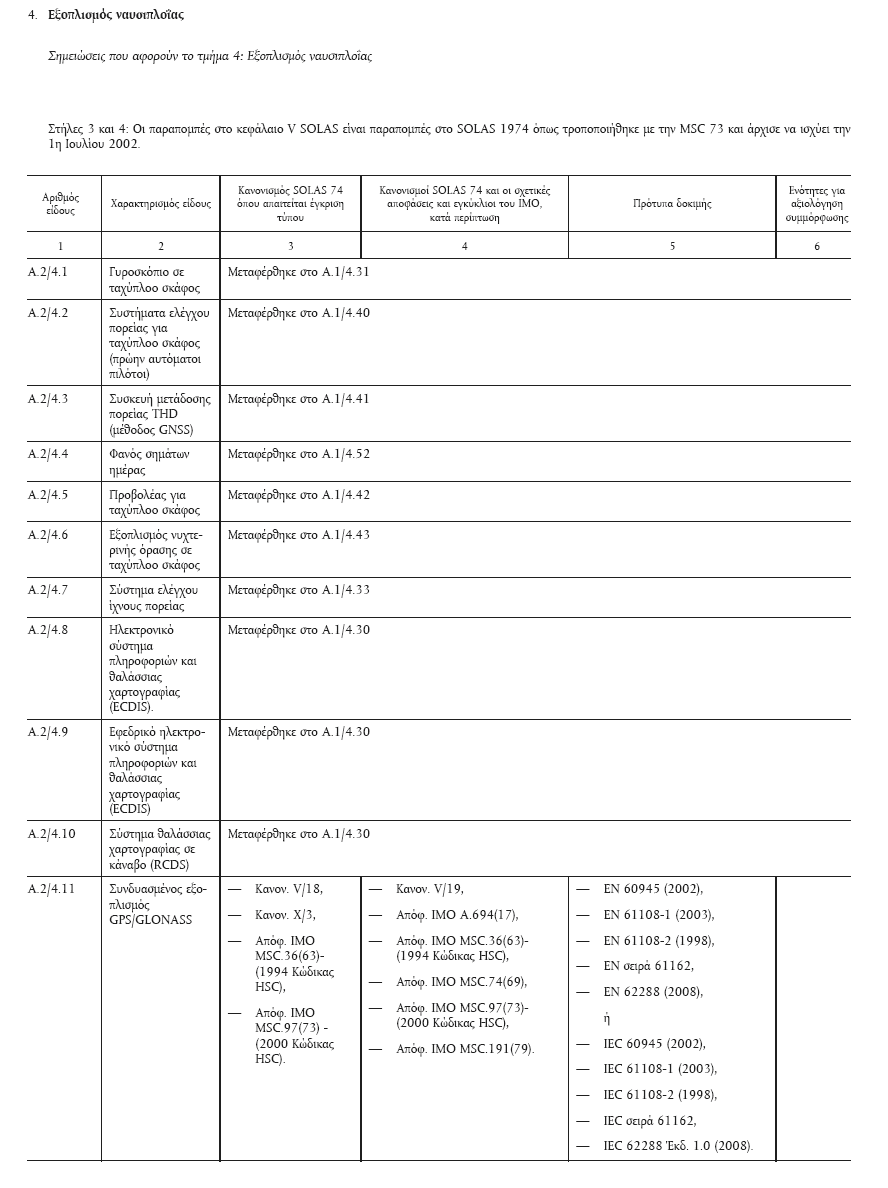 4. Εξοπλισμός ναυσιπλοΐας
Σημειώσεις που αφορούν το τμήμα 4: Εξοπλισμός ναυσιπλοΐας
Στήλες 3 και 4: Οι παραπομπές στο κεφάλαιο V SOLAS είναι παραπομπές στο SOLAS 1974 όπως τροποποιήθηκε με την MSC 73 και άρχισε να ισχύει την
1η Ιουλίου 2002.
Αριθμός
είδους
Χαρακτηρισμός είδους
Κανονισμός SOLAS 74
όπου απαιτείται έγκριση
τύπου
Κανονισμοί SOLAS 74 και οι σχετικές
αποφάσεις και εγκύκλιοι του ΙΜΟ,
κατά περίπτωση
Πρότυπα δοκιμής
Ενότητες για
αξιολόγηση
συμμόρφωσης
1 2 3 4 5 6
A.2/4.1
Γυροσκόπιο σε
ταχύπλοο σκάφος
Μεταφέρθηκε στο A.1/4.31
A.2/4.2
Συστήματα ελέγχου
πορείας για
ταχύπλοο σκάφος
(πρώην αυτόματοι
πιλότοι)
Μεταφέρθηκε στο A.1/4.40
A.2/4.3
Συσκευή μετάδοσης
πορείας THD
(μέθοδος GNSS)
Μεταφέρθηκε στο A.1/4.41
A.2/4.4
Φανός σημάτων
ημέρας
Μεταφέρθηκε στο A.1/4.52
A.2/4.5
Προβολέας για
ταχύπλοο σκάφος
Μεταφέρθηκε στο A.1/4.42
A.2/4.6
Εξοπλισμός νυχτε-
ρινής όρασης σε
ταχύπλοο σκάφος
Μεταφέρθηκε στο A.1/4.43
A.2/4.7
Σύστημα ελέγχου
ίχνους πορείας
Μεταφέρθηκε στο A.1/4.33
A.2/4.8
Ηλεκτρονικό
σύστημα
πληροφοριών και
θαλάσσιας
χαρτογραφίας
(ECDIS).
Μεταφέρθηκε στο A.1/4.30
A.2/4.9
Εφεδρικό ηλεκτρο-
νικό σύστημα
πληροφοριών και
θαλάσσιας
χαρτογραφίας
(ECDIS)
Μεταφέρθηκε στο A.1/4.30
A.2/4.10
Σύστημα θαλάσσιας
χαρτογραφίας σε
κάναβο (RCDS)
Μεταφέρθηκε στο A.1/4.30
A.2/4.11
Συνδυασμένος εξο-
πλισμός
GPS/GLONASS
— Κανον. V/18,
— Κανον. X/3,
— Απόφ. IMO
MSC.36(63)-
(1994 Κώδικας
HSC),
— Απόφ. IMO
MSC.97(73) -
(2000 Κώδικας
HSC).
— Κανον. V/19,
— Απόφ. IMO A.694(17),
— Απόφ. IMO MSC.36(63)-
(1994 Κώδικας HSC),
— Απόφ. IMO MSC.74(69),
— Απόφ. IMO MSC.97(73)-
(2000 Κώδικας HSC),
— Απόφ. IMO MSC.191(79).
— EN 60945 (2002),
— EN 61108-1 (2003),
— EN 61108-2 (1998),
— EN σειρά 61162,
— EN 62288 (2008),
ή
— IEC 60945 (2002),
— IEC 61108-1 (2003),
— IEC 61108-2 (1998),
— IEC σειρά 61162,
— IEC 62288 Έκδ. 1.0 (2008).